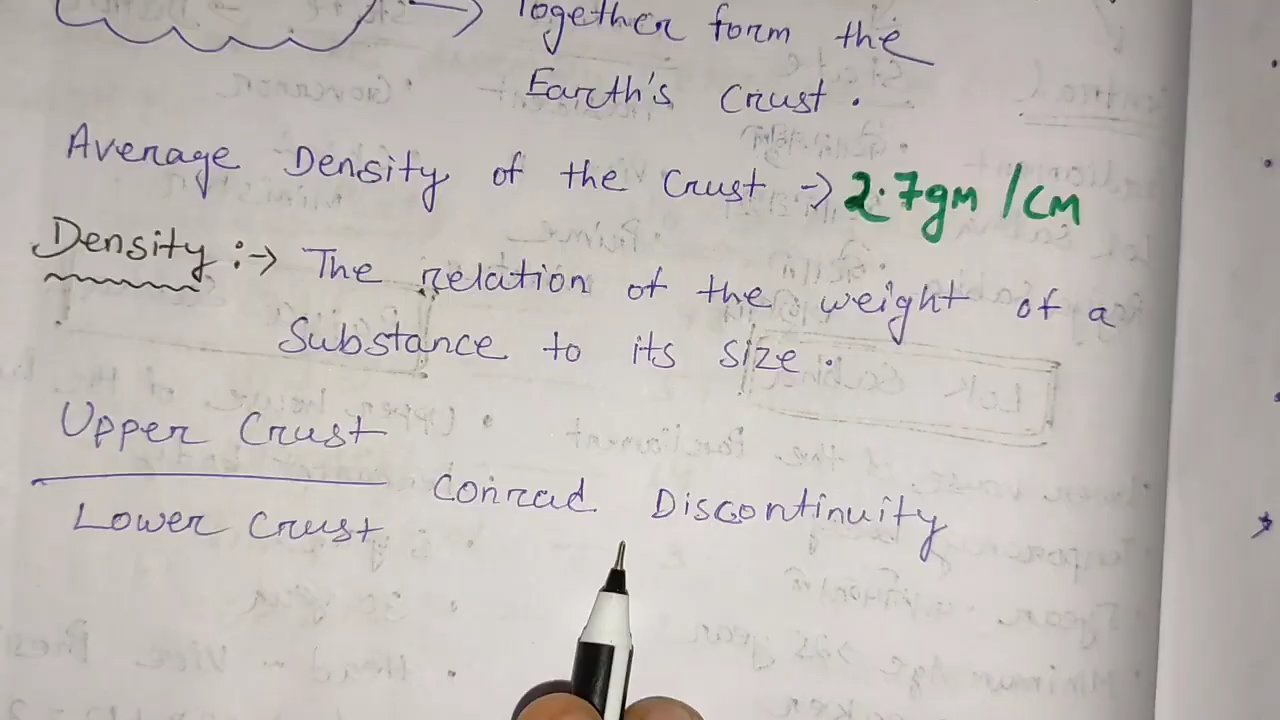 Together form the
Earth's Crust.
Average Density of the Crust → 2.7gm/cm
Density :→ The relation of the weight of a
Substance to its size.
Upper Crust
Conrad Discontinuity
Lower Crust